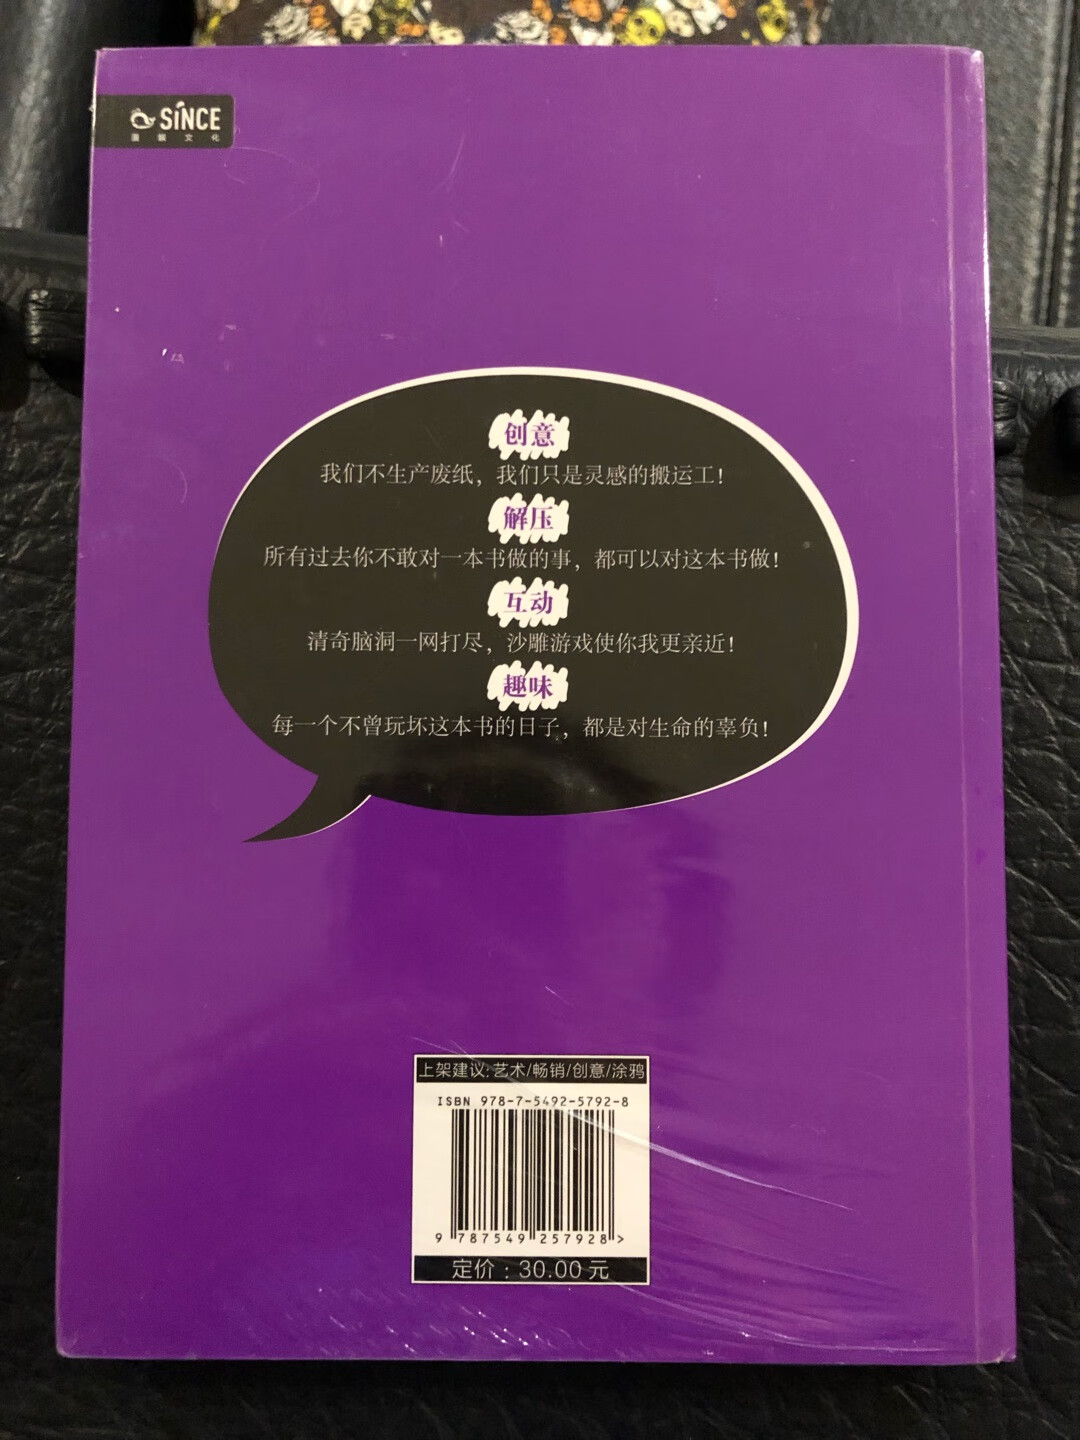 SINCE
漫娱文化
创意
我们不生产废纸，我们只是灵感的搬运工！
解压
所有过去你不敢对一本书做的事，都可以对这本书做！
互动
清奇脑洞一网打尽，沙雕游戏使你我更亲近！
趣味
每一个不曾玩坏这本书的日子，都是对生命的辜负！
上架建议:艺术/畅销/创意/涂鸦
ISBN 978-7-5492-5792-8
9 787549 257928 >
定价：30.00元